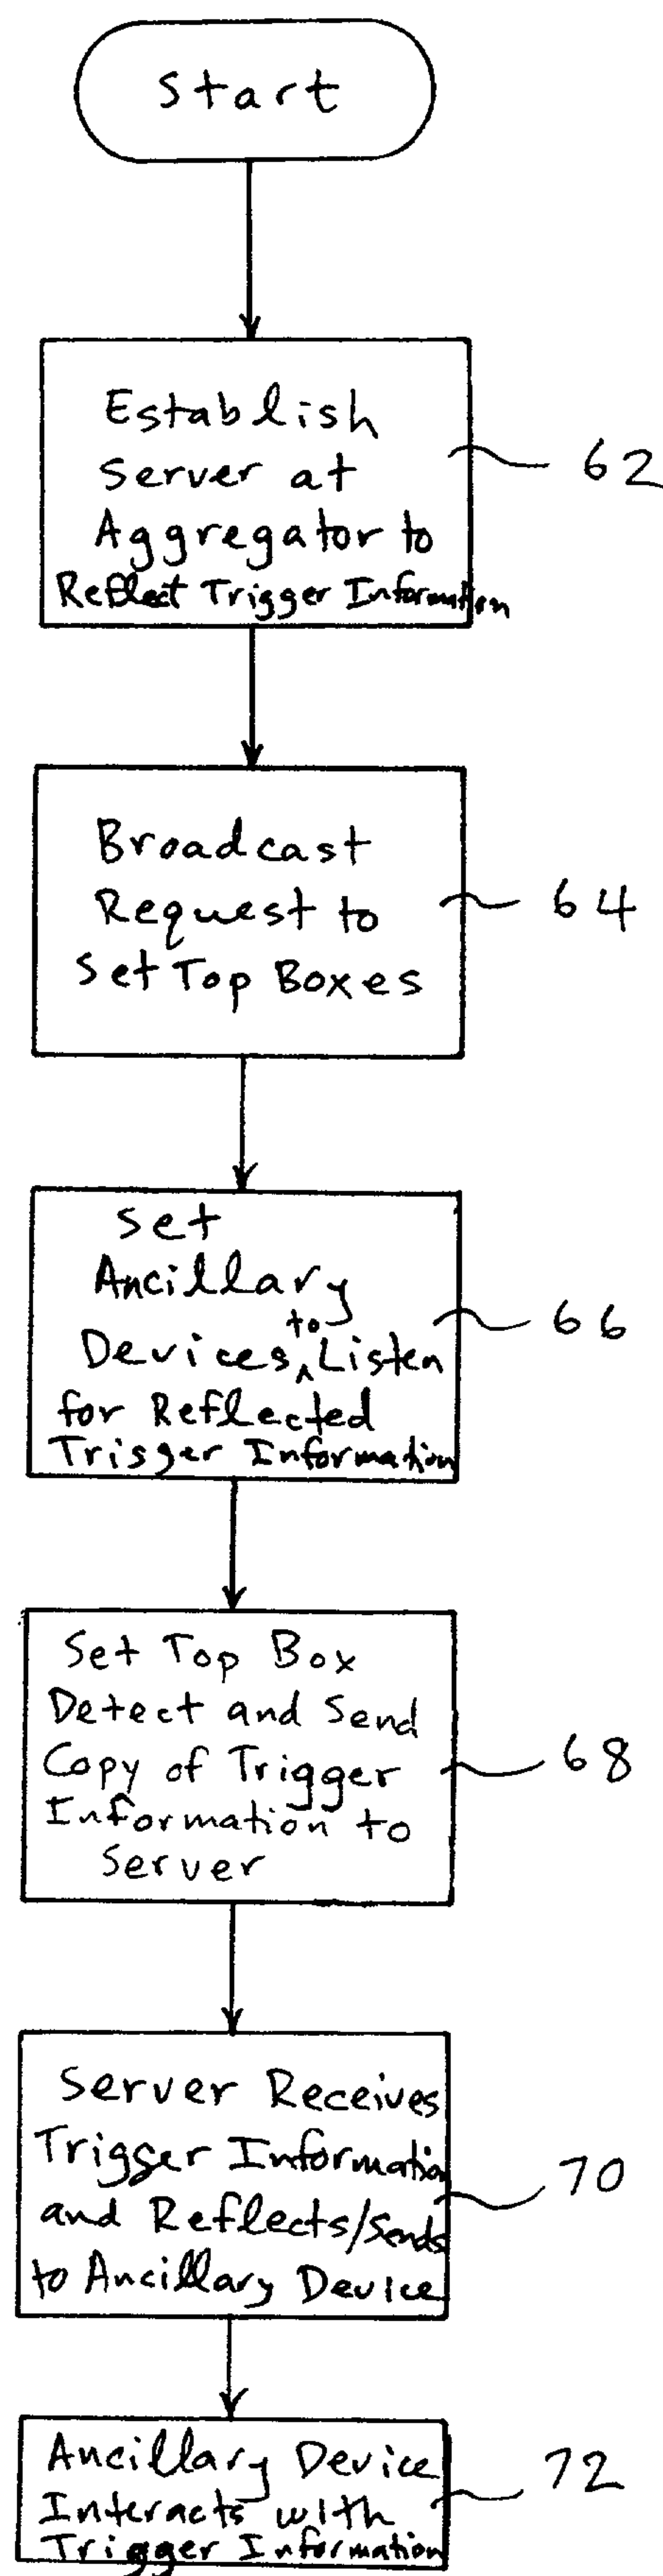 Start
Establish
Server at
Aggregator to
Reflect Trigger Information
62
Broadcast
Request to
Set Top Boxes
64
Set
Ancillary
Devices to Listen
for Reflected
Trigger Information
66
Set Top Box
Detect and Send
Copy of Trigger
Information to
Server
68
Server Receives
Trigger Information
and Reflects/Sends
to Ancillary Device
70
Ancillary Device
Interacts with
Trigger Information
72